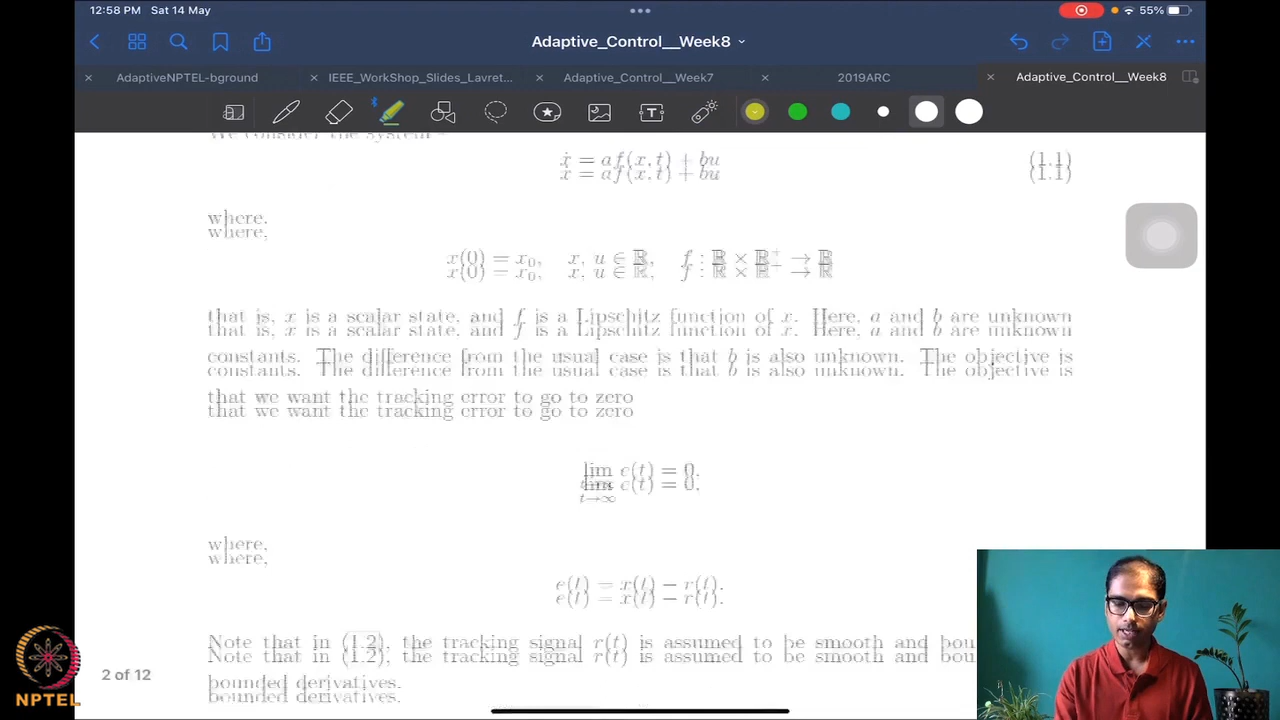 12:58 PM Sat 14 May
55%
Adaptive_Control__Week8
AdaptiveNPTEL-bground
IEEE_WorkShop_Slides_Lavret...
Adaptive_Control__Week7
2019ARC
Adaptive_Control__Week8
We consider the system
ẋ = af(x, t) + bu (1.1)
where,
x(0) = x₀, x, u ∈ ℝ, f : ℝ × ℝ⁺ → ℝ
that is, x is a scalar state, and f is a Lipschitz function of x. Here, a and b are unknown
constants. The difference from the usual case is that b is also unknown. The objective is
that we want the tracking error to go to zero
lim e(t) = 0.
t→∞
where,
e(t) = x(t) − r(t).
Note that in (1.2), the tracking signal r(t) is assumed to be smooth and bou
bounded derivatives.
2 of 12
NPTEL